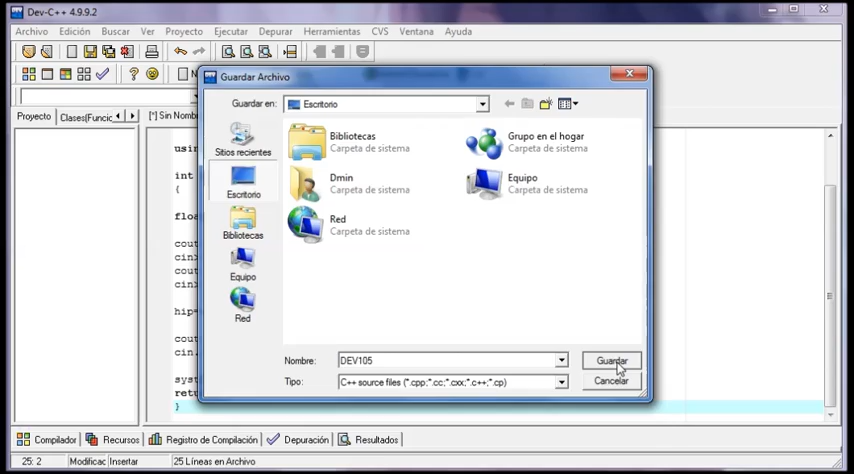 Dev-C++ 4.9.9.2
Archivo Edición Buscar Ver Proyecto Ejecutar Depurar Herramientas CVS Ventana Ayuda
Guardar Archivo
Guardar en: Escritorio
Proyecto Clases(Funcio
[*] Sin Nomb
Sitios recientes
Escritorio
Bibliotecas
Equipo
Red
Bibliotecas
Carpeta de sistema
Grupo en el hogar
Carpeta de sistema
Dmin
Carpeta de sistema
Equipo
Carpeta de sistema
Red
Carpeta de sistema
Nombre: DEV105 Guardar
Tipo: C++ source files (*.cpp;*.cc;*.cxx;*.c++;*.cp) Cancelar
usin
int
{
floa
cout
cin>
cout
cin>
hip=
cout
cin.
sys
retu
}
Compilador Recursos Registro de Compilación Depuración Resultados
25: 2 Modificac Insertar 25 Líneas en Archivo